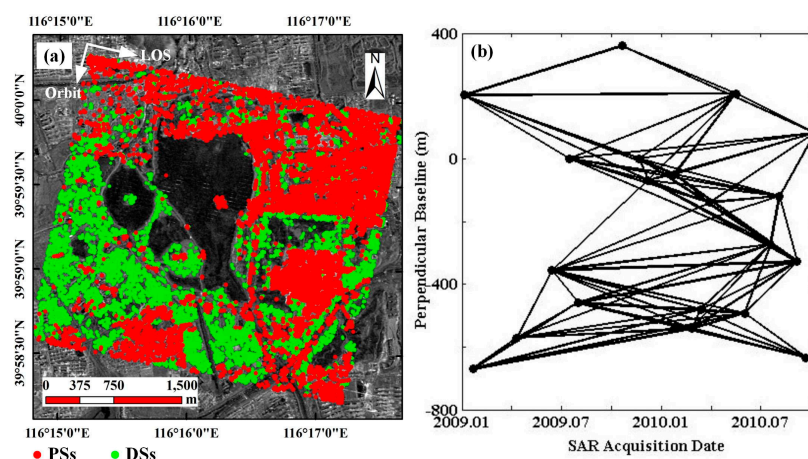 116°15'0"E 116°16'0"E 116°17'0"E
(a)
LOS
Orbit
N
40°0'0"N
39°59'30"N
39°59'0"N
39°58'30"N
0 375 750 1,500
m
116°15'0"E 116°16'0"E 116°17'0"E
PSs DSs
(b)
400
0
-400
-800
Perpendicular Baseline (m)
2009.01 2009.07 2010.01 2010.07
SAR Acquisition Date